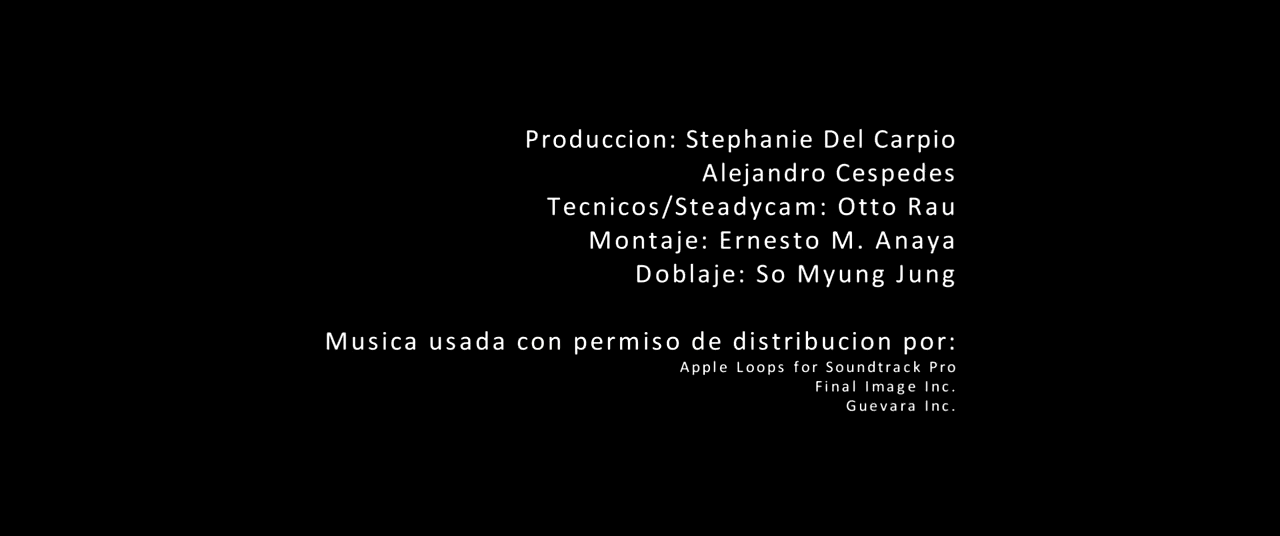 Produccion: Stephanie Del Carpio
Alejandro Cespedes
Tecnicos/Steadycam: Otto Rau
Montaje: Ernesto M. Anaya
Doblaje: So Myung Jung
Musica usada con permiso de distribucion por:
Apple Loops for Soundtrack Pro
Final Image Inc.
Guevara Inc.